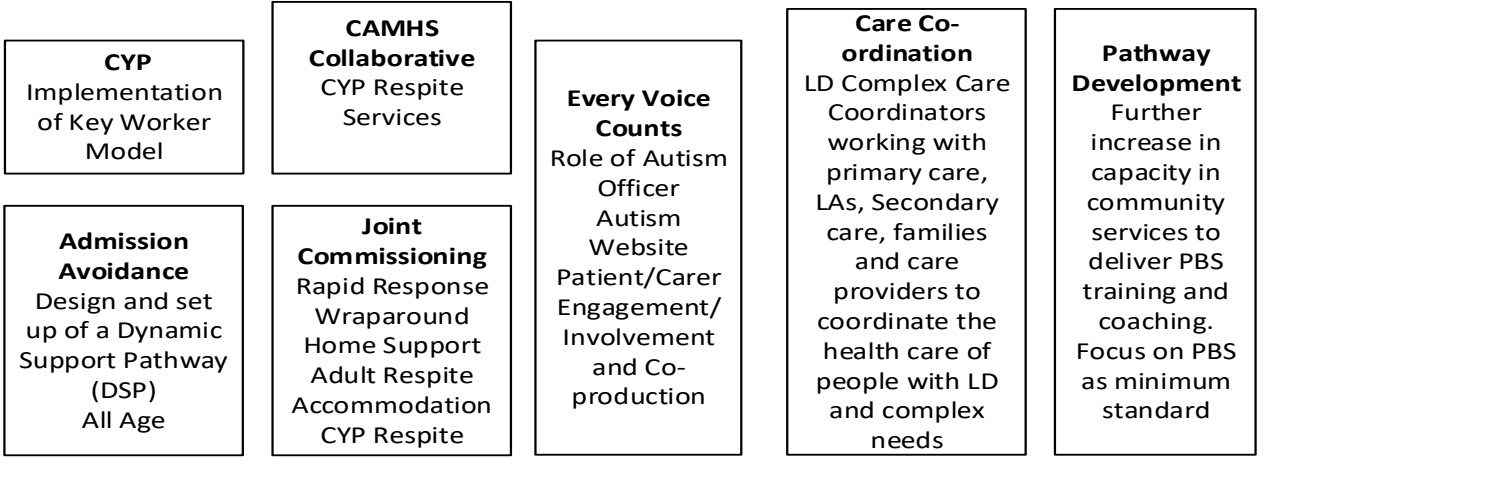 CYP
Implementation
of Key Worker
Model
CAMHS
Collaborative
CYP Respite
Services
Admission
Avoidance
Design and set
up of a Dynamic
Support Pathway
(DSP)
All Age
Joint
Commissioning
Rapid Response
Wraparound
Home Support
Adult Respite
Accommodation
CYP Respite
Every Voice
Counts
Role of Autism
Officer
Autism
Website
Patient/Carer
Engagement/
Involvement
and Co-
production
Care Co-
ordination
LD Complex Care
Coordinators
working with
primary care,
LAs, Secondary
care, families
and care
providers to
coordinate the
health care of
people with LD
and complex
needs
Pathway
Development
Further
increase in
capacity in
community
services to
deliver PBS
training and
coaching.
Focus on PBS
as minimum
standard